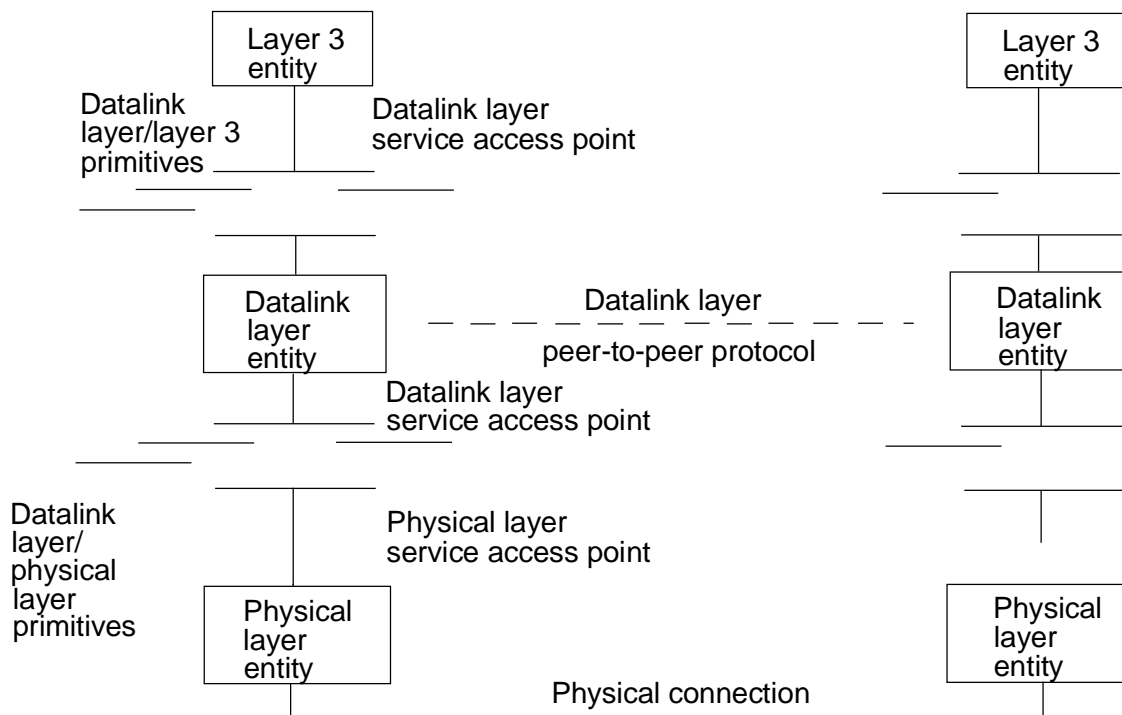 Layer 3
entity
Layer 3
entity
Datalink
layer/layer 3
primitives
Datalink layer
service access point
Datalink
layer
entity
Datalink layer
peer-to-peer protocol
Datalink
layer
entity
Datalink layer
service access point
Datalink
layer/
physical
layer
primitives
Physical layer
service access point
Physical
layer
entity
Physical connection
Physical
layer
entity